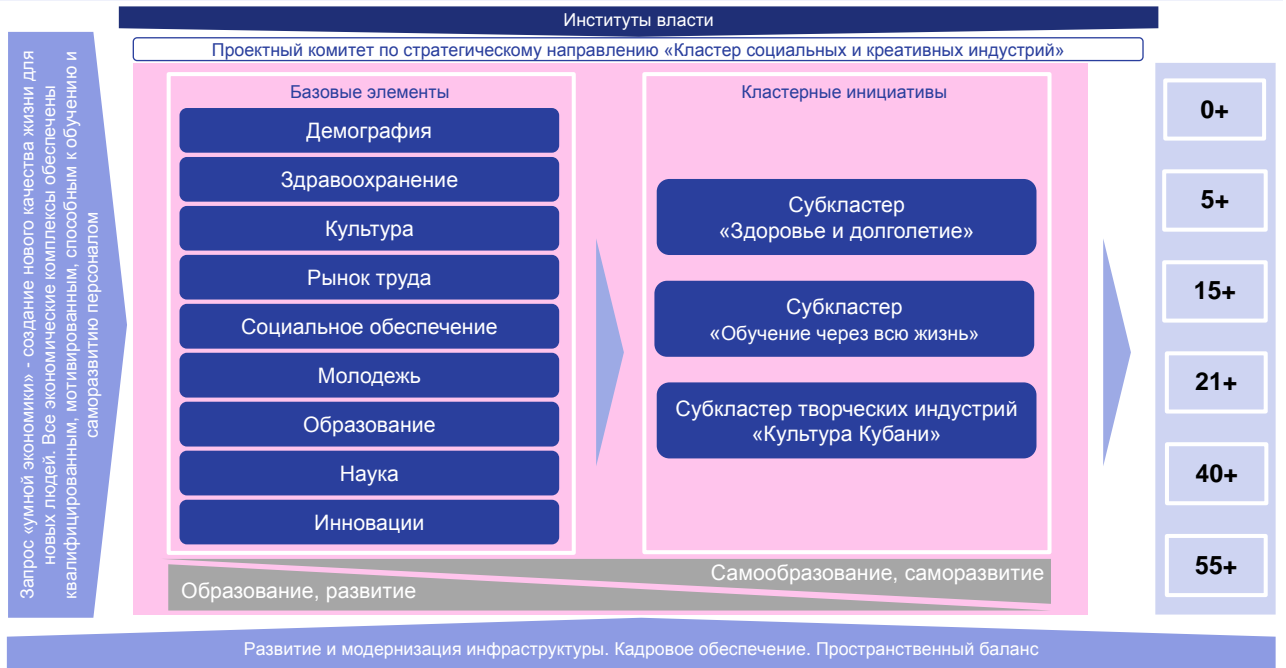 Институты власти
Проектный комитет по стратегическому направлению «Кластер социальных и креативных индустрий»
Запрос «умной экономики» - создание нового качества жизни для
новых людей. Все экономические комплексы обеспечены
квалифицированным, мотивированным, способным к обучению и
саморазвитию персоналом
Базовые элементы
Демография
Здравоохранение
Культура
Рынок труда
Социальное обеспечение
Молодежь
Образование
Наука
Инновации
Кластерные инициативы
Субкластер
«Здоровье и долголетие»
Субкластер
«Обучение через всю жизнь»
Субкластер творческих индустрий
«Культура Кубани»
0+
5+
15+
21+
40+
55+
Образование, развитие
Самообразование, саморазвитие
Развитие и модернизация инфраструктуры. Кадровое обеспечение. Пространственный баланс